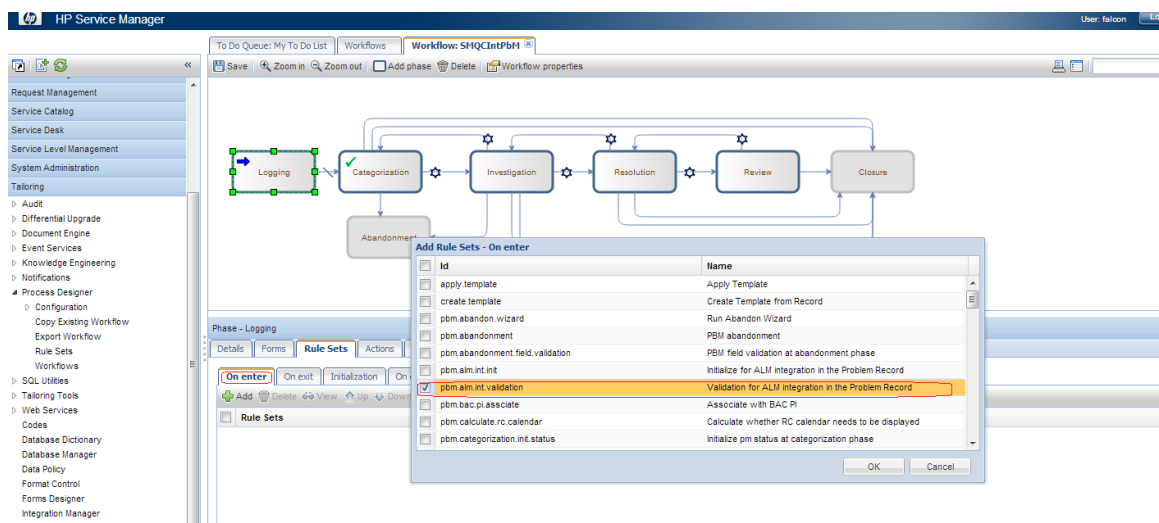 HP Service Manager
User: falcon
Lo
To Do Queue: My To Do List
Workflows
Workflow: SMQCIntPbM
Save
Zoom in
Zoom out
Add phase
Delete
Workflow properties
Request Management
Service Catalog
Service Desk
Service Level Management
System Administration
Tailoring
Audit
Differential Upgrade
Document Engine
Event Services
Knowledge Engineering
Notifications
Process Designer
Configuration
Copy Existing Workflow
Export Workflow
Rule Sets
Workflows
SQL Utilities
Tailoring Tools
Web Services
Codes
Database Dictionary
Database Manager
Data Policy
Format Control
Forms Designer
Integration Manager
Logging
Categorization
Investigation
Resolution
Review
Closure
Abandonment
Phase - Logging
Details
Forms
Rule Sets
Actions
On enter
On exit
Initialization
On
Add
Delete
View
Up
Down
Rule Sets
Add Rule Sets - On enter
Id Name
apply.template Apply Template
create.template Create Template from Record
pbm.abandon.wizard Run Abandon Wizard
pbm.abandonment PBM abandonment
pbm.abandonment.field.validation PBM field validation at abandonment phase
pbm.alm.int.init Initialize for ALM integration in the Problem Record
pbm.alm.int.validation Validation for ALM integration in the Problem Record
pbm.bac.pi.assciate Associate with BAC PI
pbm.calculate.rc.calendar Calculate whether RC calendar needs to be displayed
pbm.categorization.init.status Initialize pm status at categorization phase
OK
Cancel